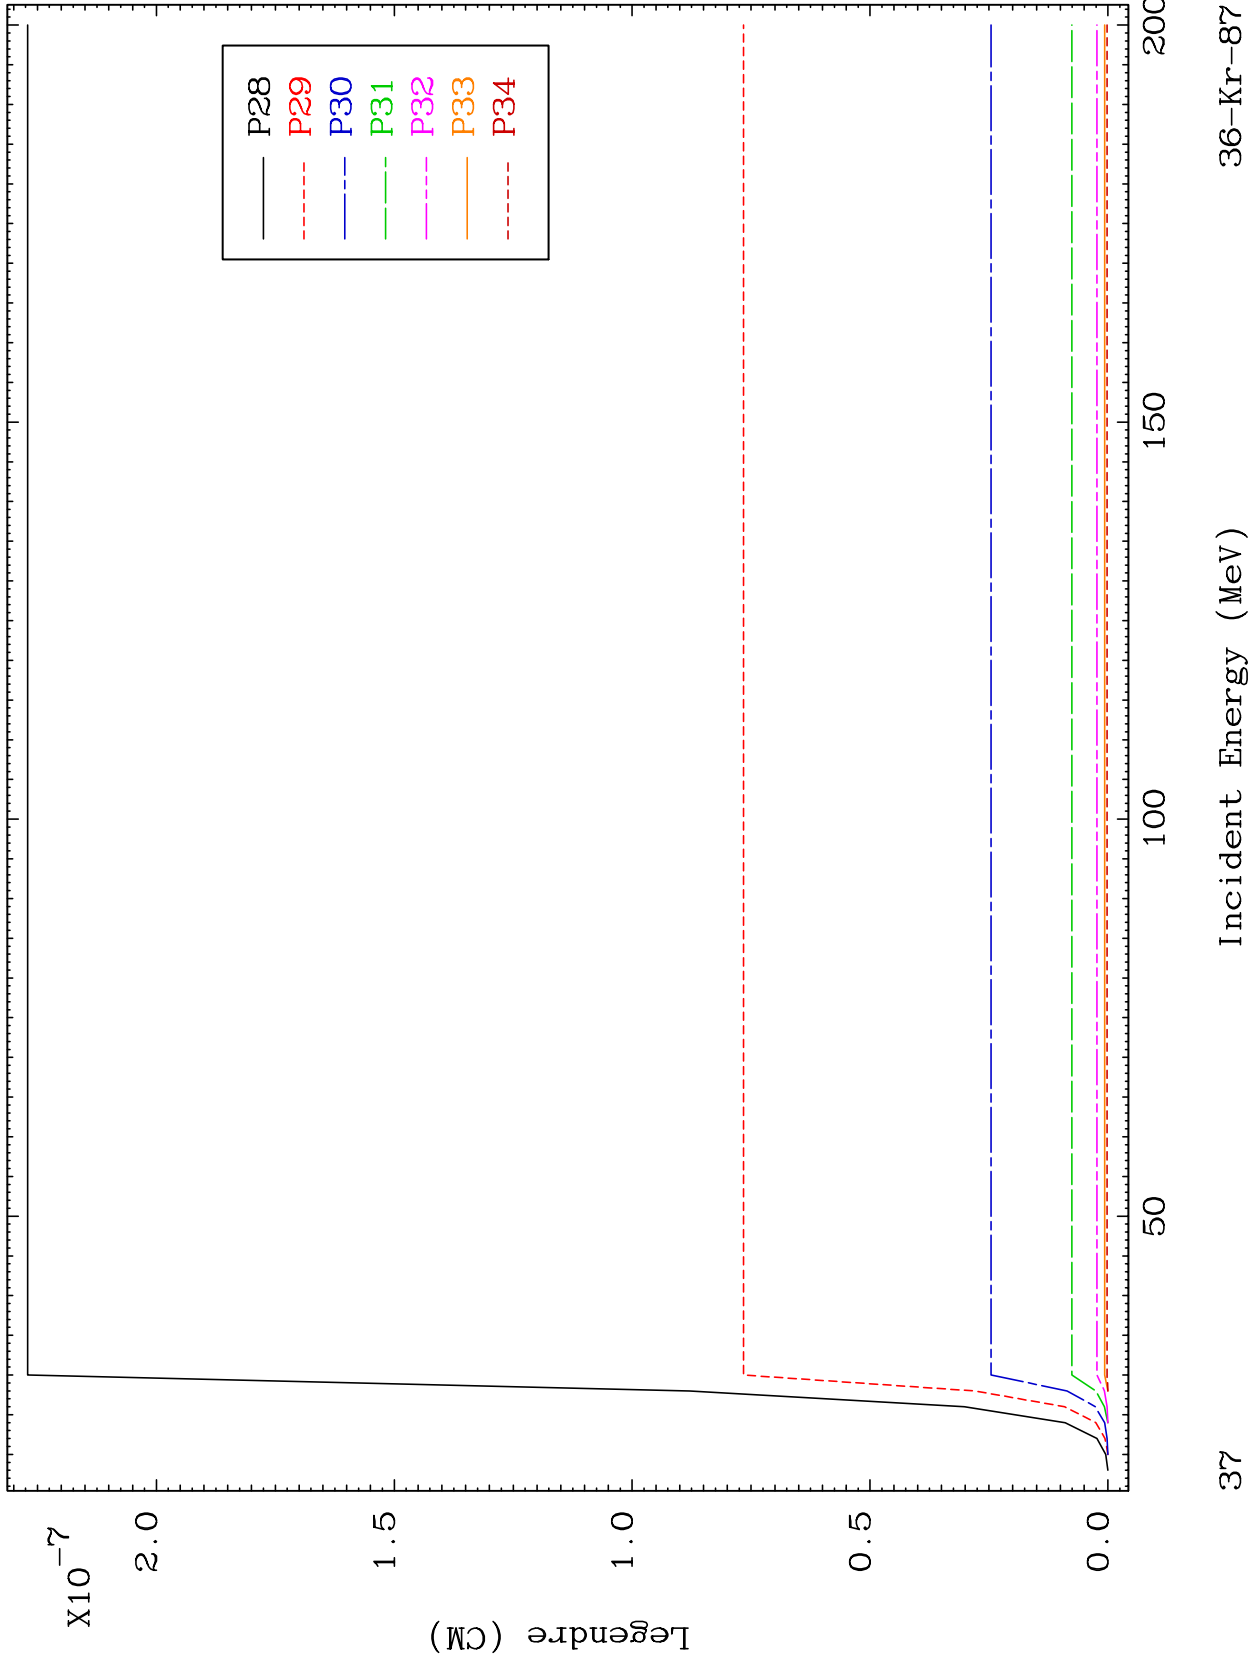 X10-7
2.0
1.5
1.0
0.5
0.0
Legendre (CM)
P28
P29
P30
P31
P32
P33
P34
50
100
150
200
37
Incident Energy (MeV)
36-Kr-87